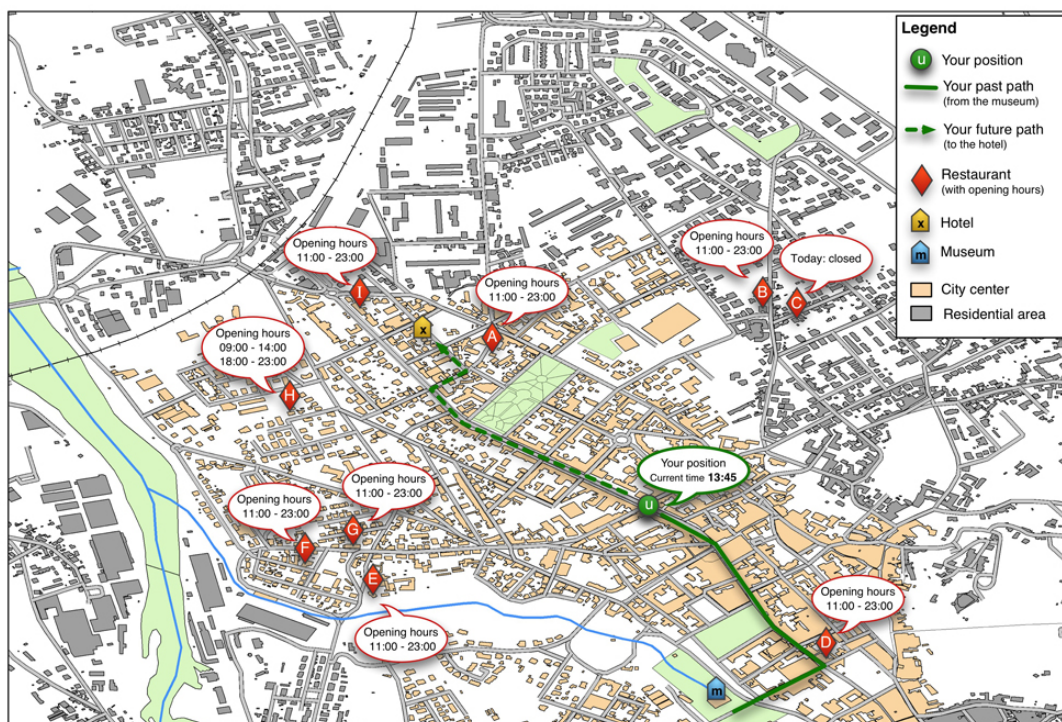 Legend
u
Your position
Your past path
(from the museum)
Your future path
(to the hotel)
Restaurant
(with opening hours)
x
Hotel
m
Museum
City center
Residential area
Opening hours
11:00 - 23:00
I
Opening hours
11:00 - 23:00
A
Opening hours
11:00 - 23:00
B
Today: closed
C
x
Opening hours
09:00 - 14:00
18:00 - 23:00
H
Your position
Current time 13:45
u
Opening hours
11:00 - 23:00
G
Opening hours
11:00 - 23:00
F
E
Opening hours
11:00 - 23:00
Opening hours
11:00 - 23:00
D
m